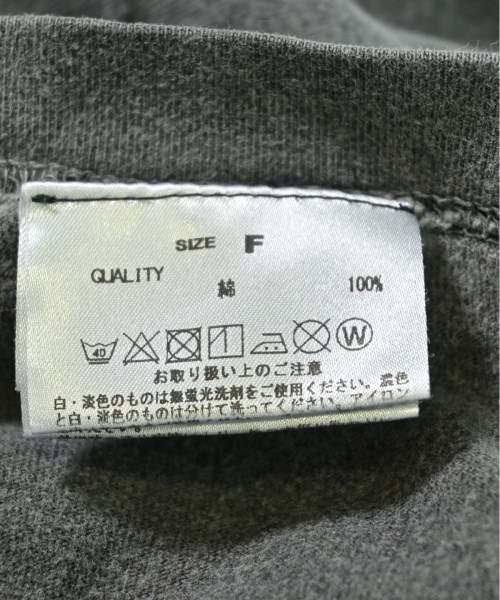 SIZE F
QUALITY
綿 100%
40 W
お取り扱い上のご注意
白・淡色のものは無蛍光洗剤をご使用ください。濃色
と白・淡色のものは分けて洗ってください。アイロン